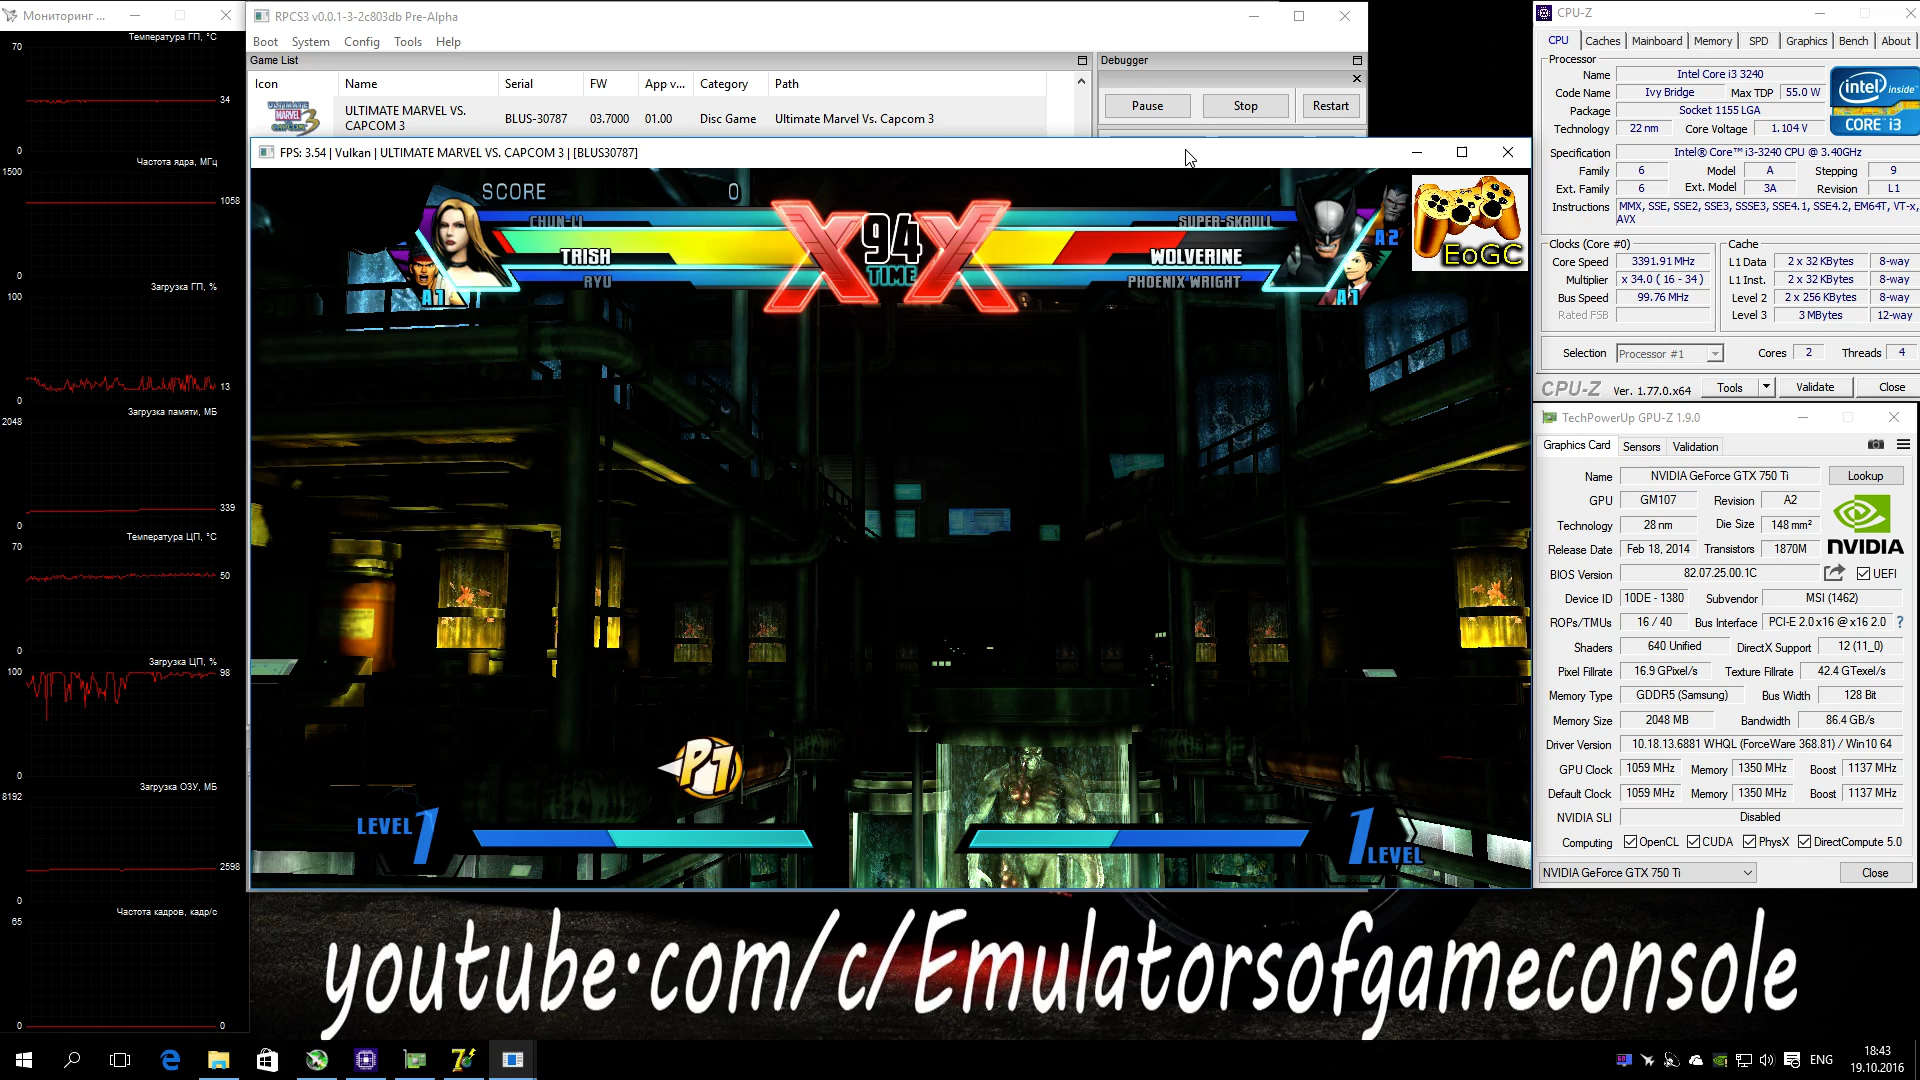 Мониторинг ...
Температура ГП, °C
70
34
0
Частота ядра, МГц
1500
1058
0
Загрузка ГП, %
100
13
0
Загрузка памяти, МБ
2048
339
0
Температура ЦП, °C
70
50
0
Загрузка ЦП, %
100
98
0
Загрузка ОЗУ, МБ
8192
2598
0
Частота кадров, кадр/с
65
0
0
RPCS3 v0.0.1-3-2c803db Pre-Alpha
Boot System Config Tools Help
Game List
Icon Name Serial FW App v... Category Path
ULTIMATE MARVEL VS. CAPCOM 3
ULTIMATE MARVEL VS.
CAPCOM 3
BLUS-30787 03.7000 01.00 Disc Game Ultimate Marvel Vs. Capcom 3
Debugger
Pause Stop Restart
FPS: 3.54 | Vulkan | ULTIMATE MARVEL VS. CAPCOM 3 | [BLUS30787]
SCORE 0
CHUN-LI
TRISH
RYU
A1
94
TIME
SUPER-SKRULL
WOLVERINE
PHOENIX WRIGHT
A2
A1
EoGC
P1
LEVEL 1
1 LEVEL
CPU-Z
CPU Caches Mainboard Memory SPD Graphics Bench About
Processor
Name Intel Core i3 3240
Code Name Ivy Bridge Max TDP 55.0 W
Package Socket 1155 LGA
Technology 22 nm Core Voltage 1.104 V
intel inside™
CORE i3
Specification Intel® Core™ i3-3240 CPU @ 3.40GHz
Family 6 Model A Stepping 9
Ext. Family 6 Ext. Model 3A Revision L1
Instructions MMX, SSE, SSE2, SSE3, SSSE3, SSE4.1, SSE4.2, EM64T, VT-x,
AVX
Clocks (Core #0)
Core Speed 3391.91 MHz
Multiplier x 34.0 ( 16 - 34 )
Bus Speed 99.76 MHz
Rated FSB
Cache
L1 Data 2 x 32 KBytes 8-way
L1 Inst. 2 x 32 KBytes 8-way
Level 2 2 x 256 KBytes 8-way
Level 3 3 MBytes 12-way
Selection Processor #1 Cores 2 Threads 4
CPU-Z Ver. 1.77.0.x64 Tools Validate Close
TechPowerUp GPU-Z 1.9.0
Graphics Card Sensors Validation
Name NVIDIA GeForce GTX 750 Ti Lookup
GPU GM107 Revision A2
Technology 28 nm Die Size 148 mm²
Release Date Feb 18, 2014 Transistors 1870M
NVIDIA
BIOS Version 82.07.25.00.1C UEFI
Device ID 10DE - 1380 Subvendor MSI (1462)
ROPs/TMUs 16 / 40 Bus Interface PCI-E 2.0 x16 @ x16 2.0 ?
Shaders 640 Unified DirectX Support 12 (11_0)
Pixel Fillrate 16.9 GPixel/s Texture Fillrate 42.4 GTexel/s
Memory Type GDDR5 (Samsung) Bus Width 128 Bit
Memory Size 2048 MB Bandwidth 86.4 GB/s
Driver Version 10.18.13.6881 WHQL (ForceWare 368.81) / Win10 64
GPU Clock 1059 MHz Memory 1350 MHz Boost 1137 MHz
Default Clock 1059 MHz Memory 1350 MHz Boost 1137 MHz
NVIDIA SLI Disabled
Computing OpenCL CUDA PhysX DirectCompute 5.0
NVIDIA GeForce GTX 750 Ti Close
youtube.com/c/Emulatorsofgameconsole
ENG
18:43
19.10.2016